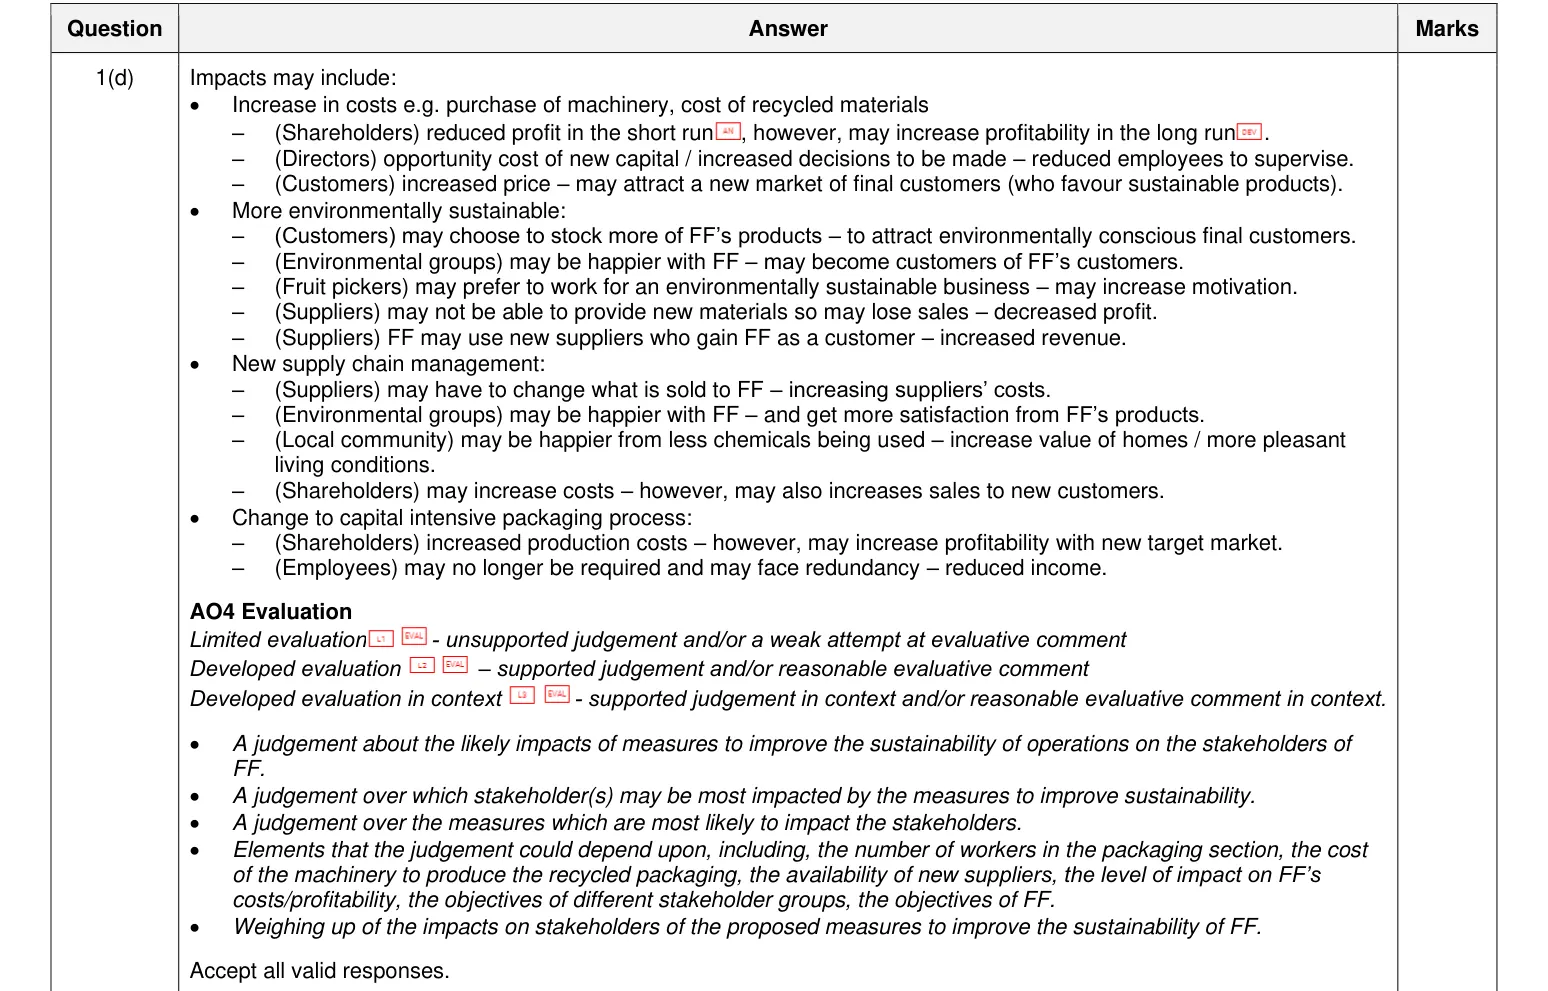 Question Answer Marks
1(d) Impacts may include:
• Increase in costs e.g. purchase of machinery, cost of recycled materials
– (Shareholders) reduced profit in the short run AN, however, may increase profitability in the long run DEV.
– (Directors) opportunity cost of new capital / increased decisions to be made – reduced employees to supervise.
– (Customers) increased price – may attract a new market of final customers (who favour sustainable products).
• More environmentally sustainable:
– (Customers) may choose to stock more of FF’s products – to attract environmentally conscious final customers.
– (Environmental groups) may be happier with FF – may become customers of FF’s customers.
– (Fruit pickers) may prefer to work for an environmentally sustainable business – may increase motivation.
– (Suppliers) may not be able to provide new materials so may lose sales – decreased profit.
– (Suppliers) FF may use new suppliers who gain FF as a customer – increased revenue.
• New supply chain management:
– (Suppliers) may have to change what is sold to FF – increasing suppliers’ costs.
– (Environmental groups) may be happier with FF – and get more satisfaction from FF’s products.
– (Local community) may be happier from less chemicals being used – increase value of homes / more pleasant
living conditions.
– (Shareholders) may increase costs – however, may also increases sales to new customers.
• Change to capital intensive packaging process:
– (Shareholders) increased production costs – however, may increase profitability with new target market.
– (Employees) may no longer be required and may face redundancy – reduced income.
AO4 Evaluation
Limited evaluation L1 EVAL - unsupported judgement and/or a weak attempt at evaluative comment
Developed evaluation L2 EVAL – supported judgement and/or reasonable evaluative comment
Developed evaluation in context L3 EVAL - supported judgement in context and/or reasonable evaluative comment in context.
• A judgement about the likely impacts of measures to improve the sustainability of operations on the stakeholders of
FF.
• A judgement over which stakeholder(s) may be most impacted by the measures to improve sustainability.
• A judgement over the measures which are most likely to impact the stakeholders.
• Elements that the judgement could depend upon, including, the number of workers in the packaging section, the cost
of the machinery to produce the recycled packaging, the availability of new suppliers, the level of impact on FF’s
costs/profitability, the objectives of different stakeholder groups, the objectives of FF.
• Weighing up of the impacts on stakeholders of the proposed measures to improve the sustainability of FF.
Accept all valid responses.